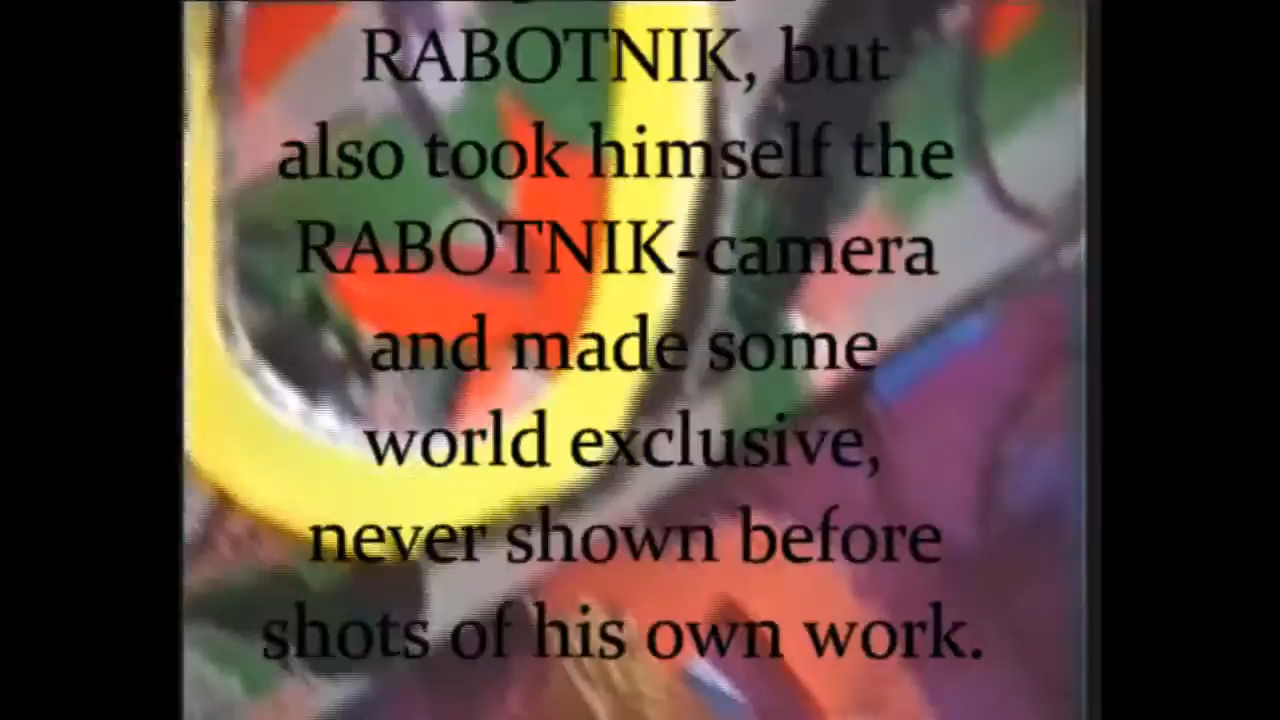 RABOTNIK, but
also took himself the
RABOTNIK-camera
and made some
world exclusive,
never shown before
shots of his own work.